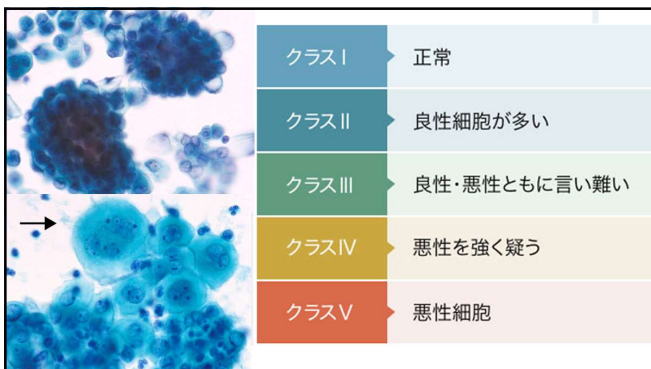 クラスⅠ 正常
クラスⅡ 良性細胞が多い
クラスⅢ 良性・悪性ともに言い難い
クラスⅣ 悪性を強く疑う
クラスⅤ 悪性細胞